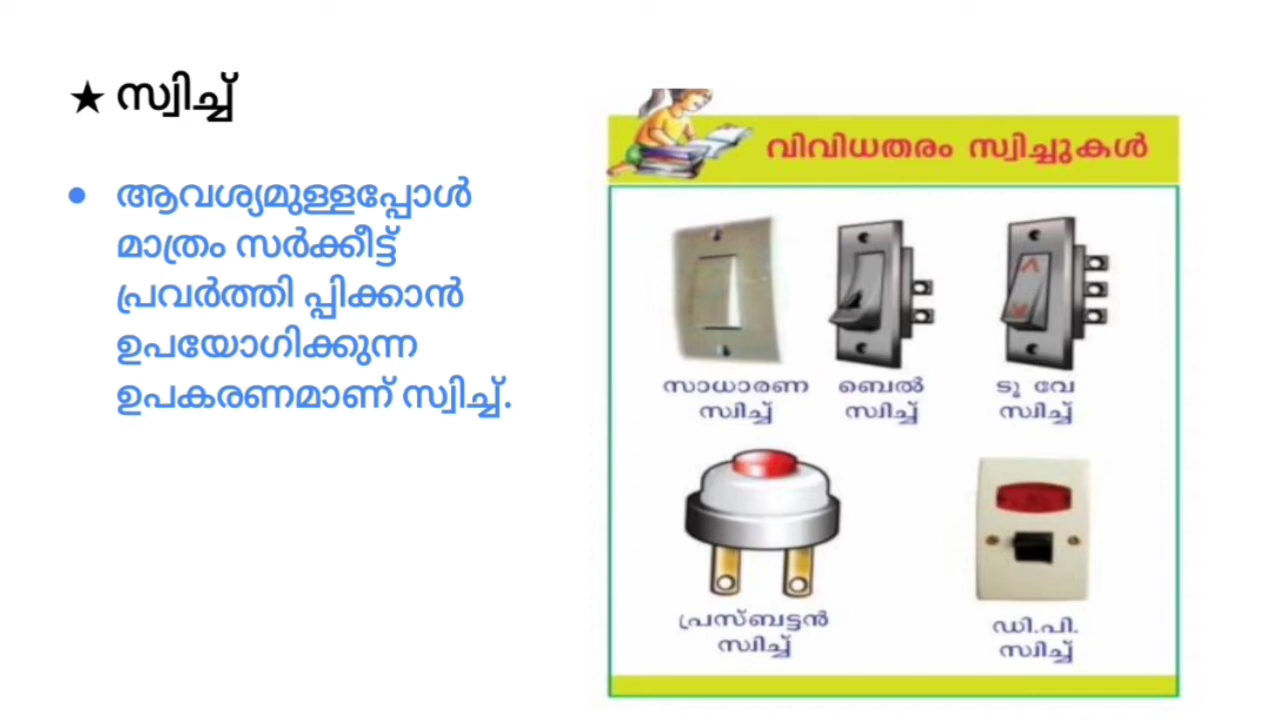 ★ സ്വിച്ച്
● ആവശ്യമുള്ളപ്പോൾ
മാത്രം സർക്കീട്ട്
പ്രവർത്തി പ്പിക്കാൻ
ഉപയോഗിക്കുന്ന
ഉപകരണമാണ് സ്വിച്ച്.
വിവിധതരം സ്വിച്ചുകൾ
സാധാരണ
സ്വിച്ച്
ബെൽ
സ്വിച്ച്
ടൂ വേ
സ്വിച്ച്
പ്രസ്ബട്ടൻ
സ്വിച്ച്
ഡി.പി.
സ്വിച്ച്